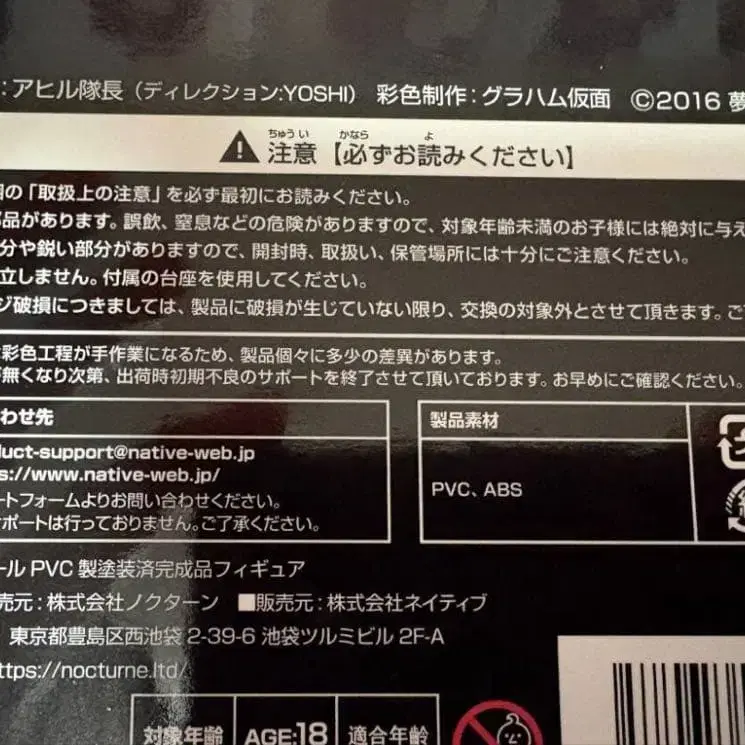 ：アヒル隊長（ディレクション:YOSHI） 彩色制作：グラハム仮面 ©2016 夢
ちゅうい かなら よ
注意【必ずお読みください】
の「取扱上の注意」を必ず最初にお読みください。
部品があります。誤飲、窒息などの危険がありますので、対象年齢未満のお子様には絶対に与え
分や鋭い部分がありますので、開封時、取扱い、保管場所には十分にご注意ください。
立しません。付属の台座を使用してください。
ジ破損につきましては、製品に破損が生じていない限り、交換の対象外とさせて頂きます。ご
彩色工程が手作業になるため、製品個々に多少の差異があります。
が無くなり次第、出荷時初期不良のサポートを終了させて頂いております。お早めにご確認ください。
わせ先
duct-support@native-web.jp
s://www.native-web.jp/
ートフォームよりお問い合わせください。
サポートは行っておりません。ご了承ください。
製品素材
PVC、ABS
ール PVC 製塗装済完成品フィギュア
売元：株式会社ノクターン ■販売元：株式会社ネイティブ
東京都豊島区西池袋 2-39-6 池袋ツルミビル 2F-A
ttps://nocturne.ltd/
対象年齢 AGE:18 適合年齢